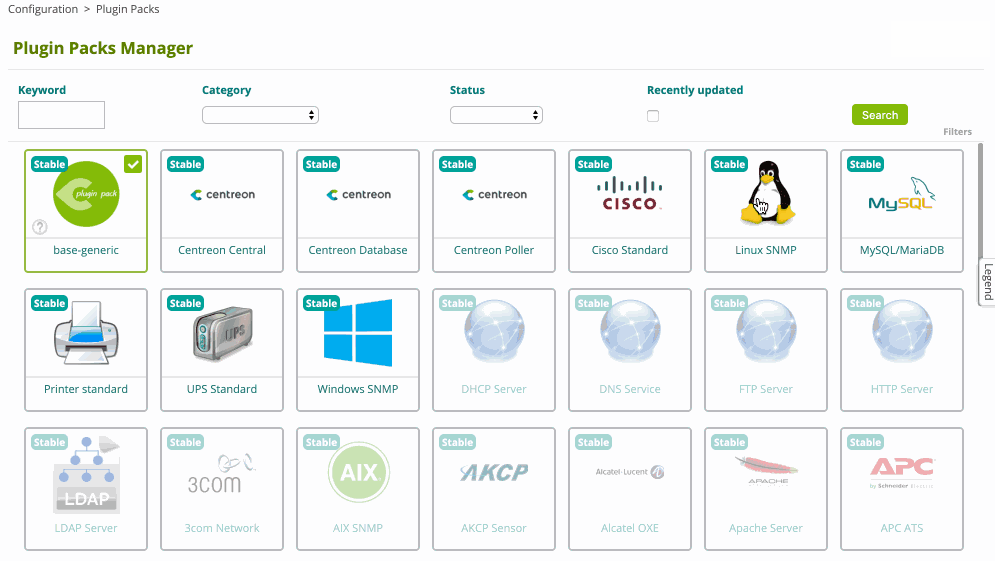 Configuration > Plugin Packs
Plugin Packs Manager
Keyword Category Status Recently updated
Search
Filters
Stable Stable Stable Stable Stable Stable Stable
plugin pack centreon centreon centreon CISCO MySQL
base-generic Centreon Central Centreon Database Centreon Poller Cisco Standard Linux SNMP MySQL/MariaDB
Legend
Stable Stable Stable Stable Stable Stable Stable
UPS
Printer standard UPS Standard Windows SNMP DHCP Server DNS Service FTP Server HTTP Server
Stable Stable Stable Stable Stable Stable Stable
LDAP 3com AIX AKCP Alcatel-Lucent APACHE APC
by Schneider Electric
LDAP Server 3com Network AIX SNMP AKCP Sensor Alcatel OXE Apache Server APC ATS